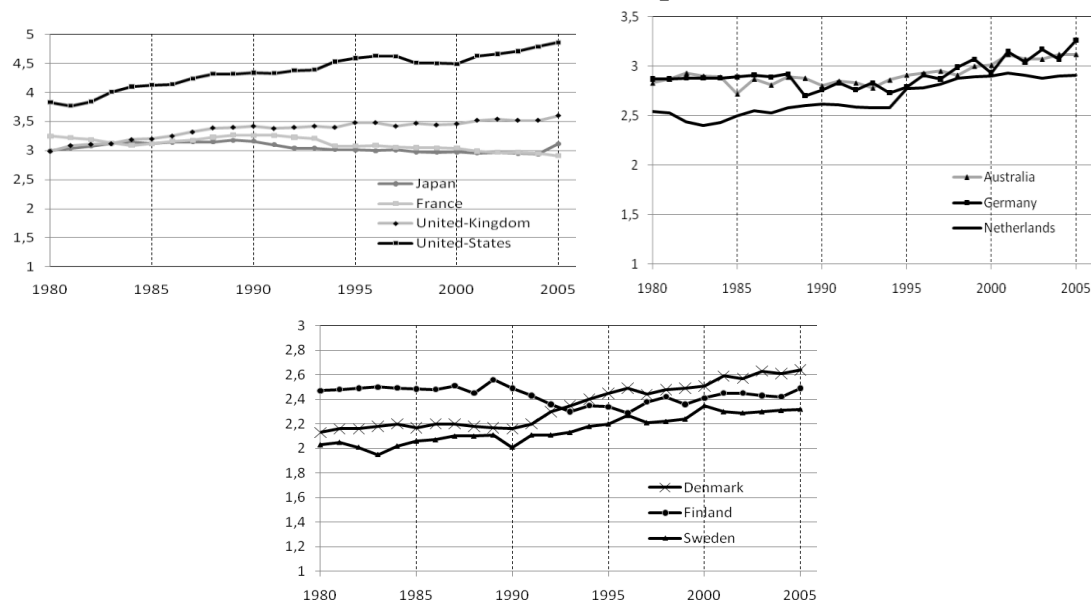 5
4,5
4
3,5
3
2,5
2
1,5
1
1980 1985 1990 1995 2000 2005
Japan
France
United-Kingdom
United-States
3,5
3
2,5
2
1,5
1
1980 1985 1990 1995 2000 2005
Australia
Germany
Netherlands
3
2,8
2,6
2,4
2,2
2
1,8
1,6
1,4
1,2
1
1980 1985 1990 1995 2000 2005
Denmark
Finland
Sweden